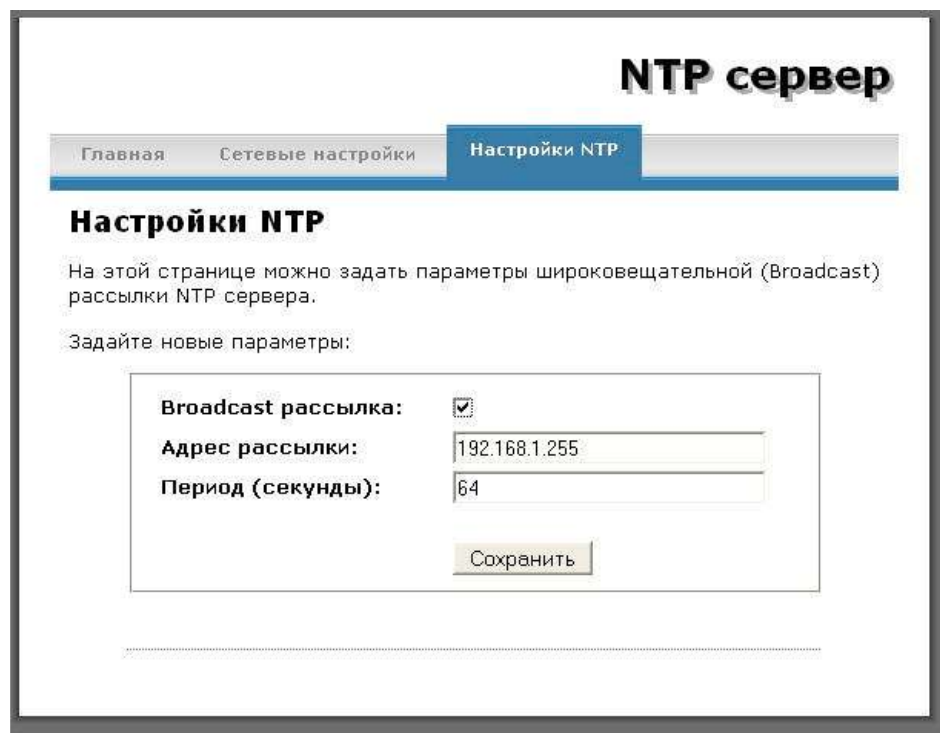 NTP сервер
Главная Сетевые настройки Настройки NTP
Настройки NTP
На этой странице можно задать параметры широковещательной (Broadcast)
рассылки NTP сервера.
Задайте новые параметры:
Broadcast рассылка:
Адрес рассылки: 192.168.1.255
Период (секунды): 64
Сохранить